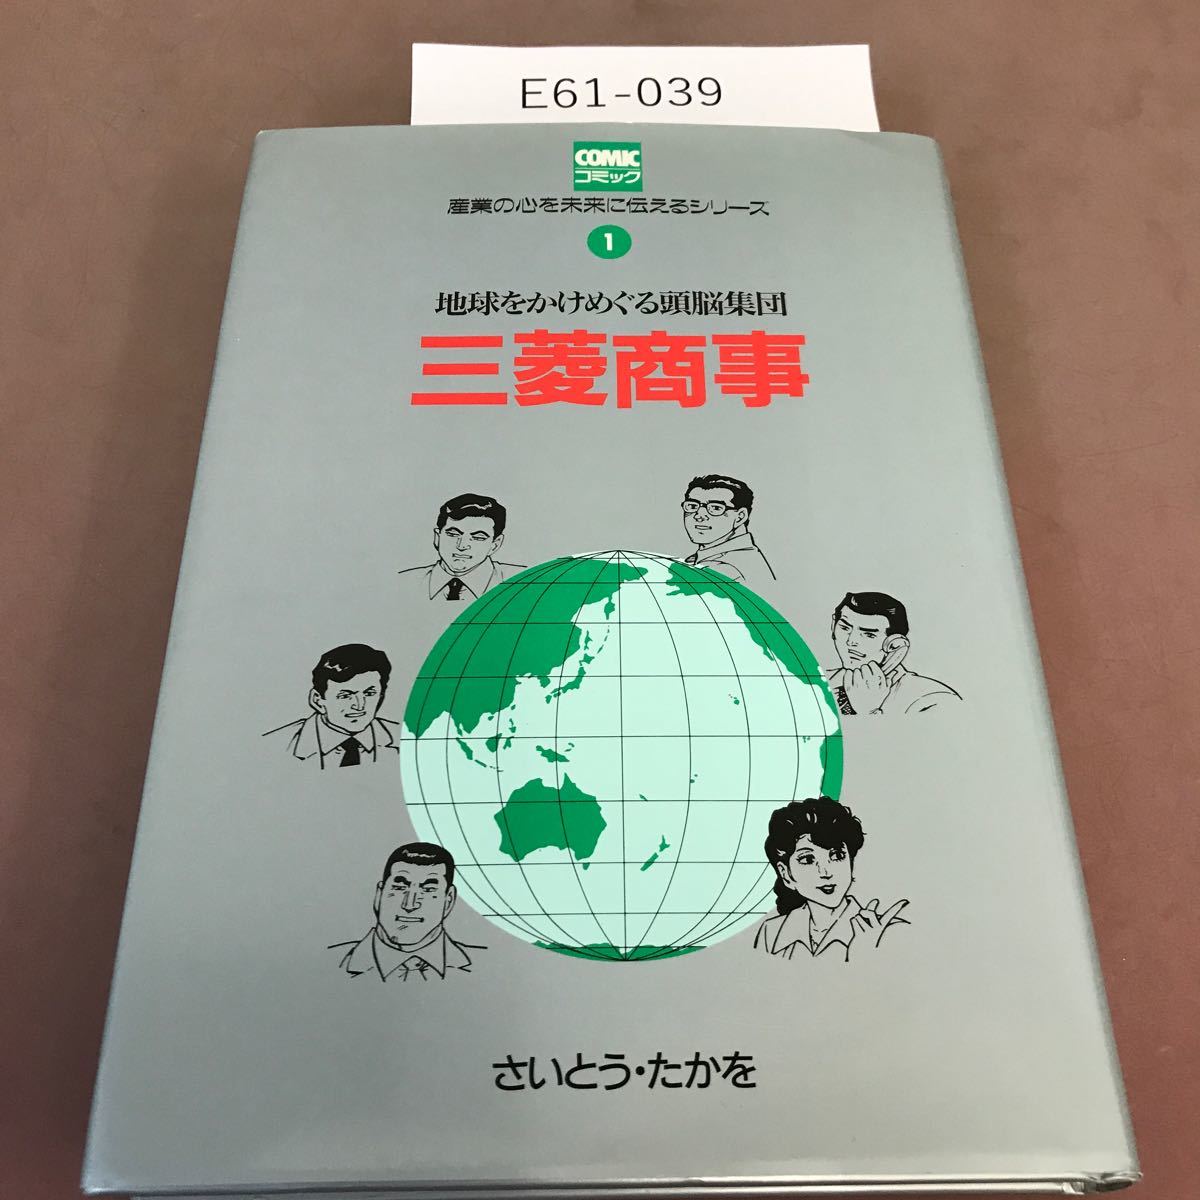 E61-039
COMIC
コミック
産業の心を未来に伝えるシリーズ
1
地球をかけめぐる頭脳集団
三菱商事
さいとう・たかを